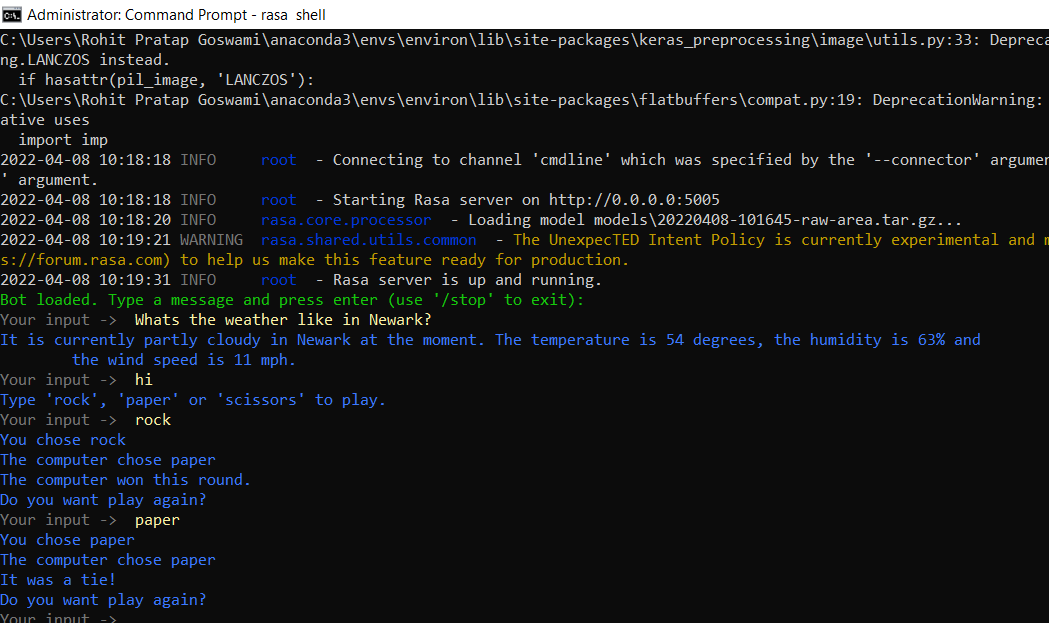 Administrator: Command Prompt - rasa  shell
C:\Users\Rohit Pratap Goswami\anaconda3\envs\environ\lib\site-packages\keras_preprocessing\image\utils.py:33: Depreca
ng.LANCZOS instead.
  if hasattr(pil_image, 'LANCZOS'):
C:\Users\Rohit Pratap Goswami\anaconda3\envs\environ\lib\site-packages\flatbuffers\compat.py:19: DeprecationWarning:
ative uses
  import imp
2022-04-08 10:18:18 INFO     root  - Connecting to channel 'cmdline' which was specified by the '--connector' argumen
' argument.
2022-04-08 10:18:18 INFO     root  - Starting Rasa server on http://0.0.0.0:5005
2022-04-08 10:18:20 INFO     rasa.core.processor  - Loading model models\20220408-101645-raw-area.tar.gz...
2022-04-08 10:19:21 WARNING  rasa.shared.utils.common  - The UnexpecTED Intent Policy is currently experimental and m
s://forum.rasa.com) to help us make this feature ready for production.
2022-04-08 10:19:31 INFO     root  - Rasa server is up and running.
Bot loaded. Type a message and press enter (use '/stop' to exit):
Your input ->  Whats the weather like in Newark?
It is currently partly cloudy in Newark at the moment. The temperature is 54 degrees, the humidity is 63% and
        the wind speed is 11 mph.
Your input ->  hi
Type 'rock', 'paper' or 'scissors' to play.
Your input ->  rock
You chose rock
The computer chose paper
The computer won this round.
Do you want play again?
Your input ->  paper
You chose paper
The computer chose paper
It was a tie!
Do you want play again?
Your input ->